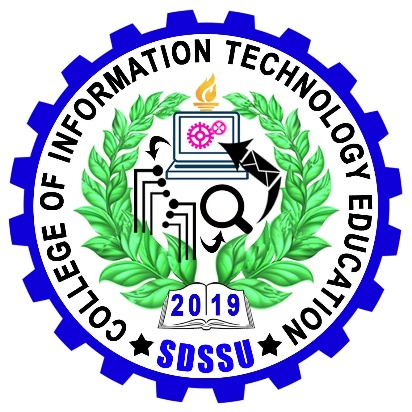 COLLEGE OF INFORMATION TECHNOLOGY EDUCATION
2019
SDSSU